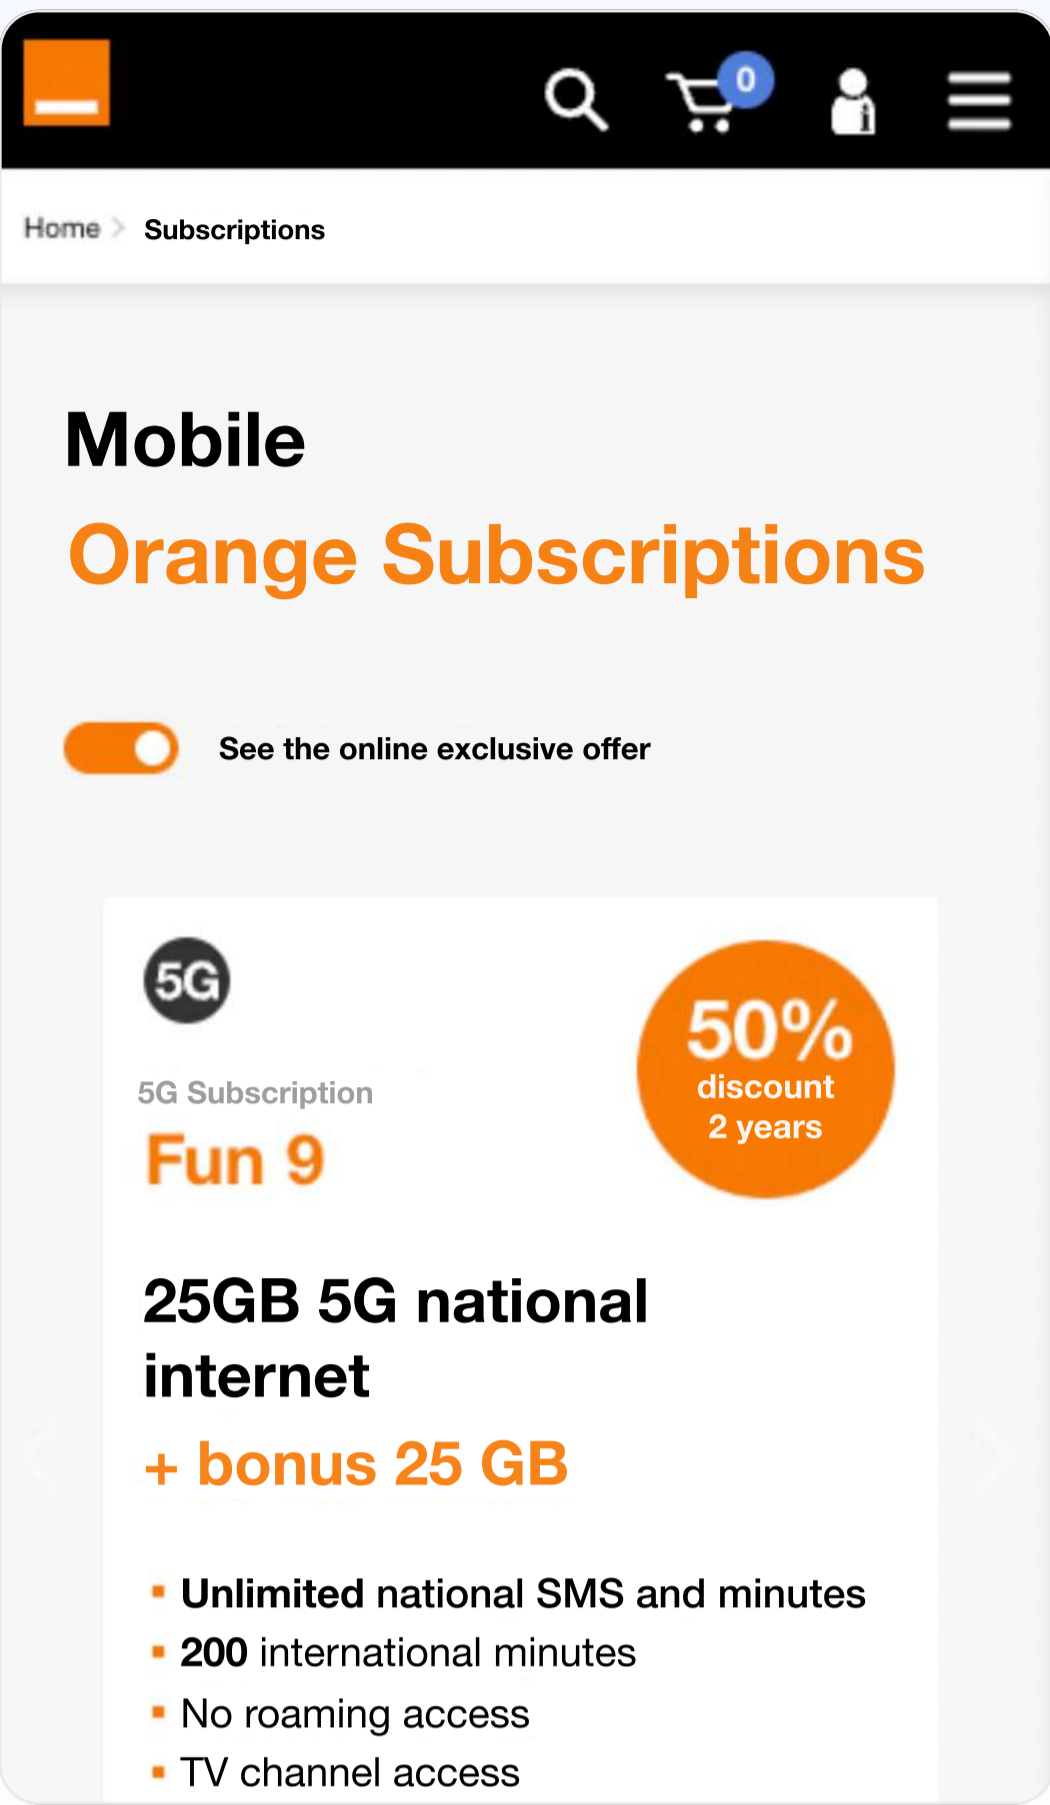 0
Home > Subscriptions
Mobile
Orange Subscriptions
See the online exclusive offer
5G
50%
discount
2 years
5G Subscription
Fun 9
25GB 5G national
internet
+ bonus 25 GB
▪ Unlimited national SMS and minutes
▪ 200 international minutes
▪ No roaming access
▪ TV channel access